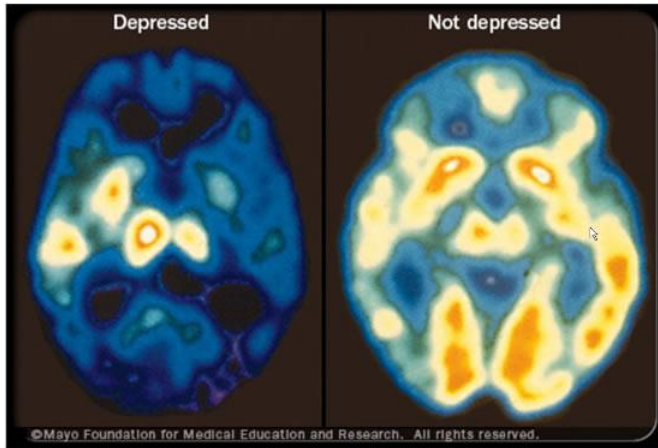 Depressed
Not depressed
©Mayo Foundation for Medical Education and Research. All rights reserved.